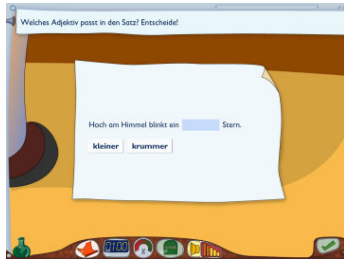 Welches Adjektiv passt in den Satz? Entscheide!
Hoch am Himmel blinkt ein Stern.
kleiner krummer